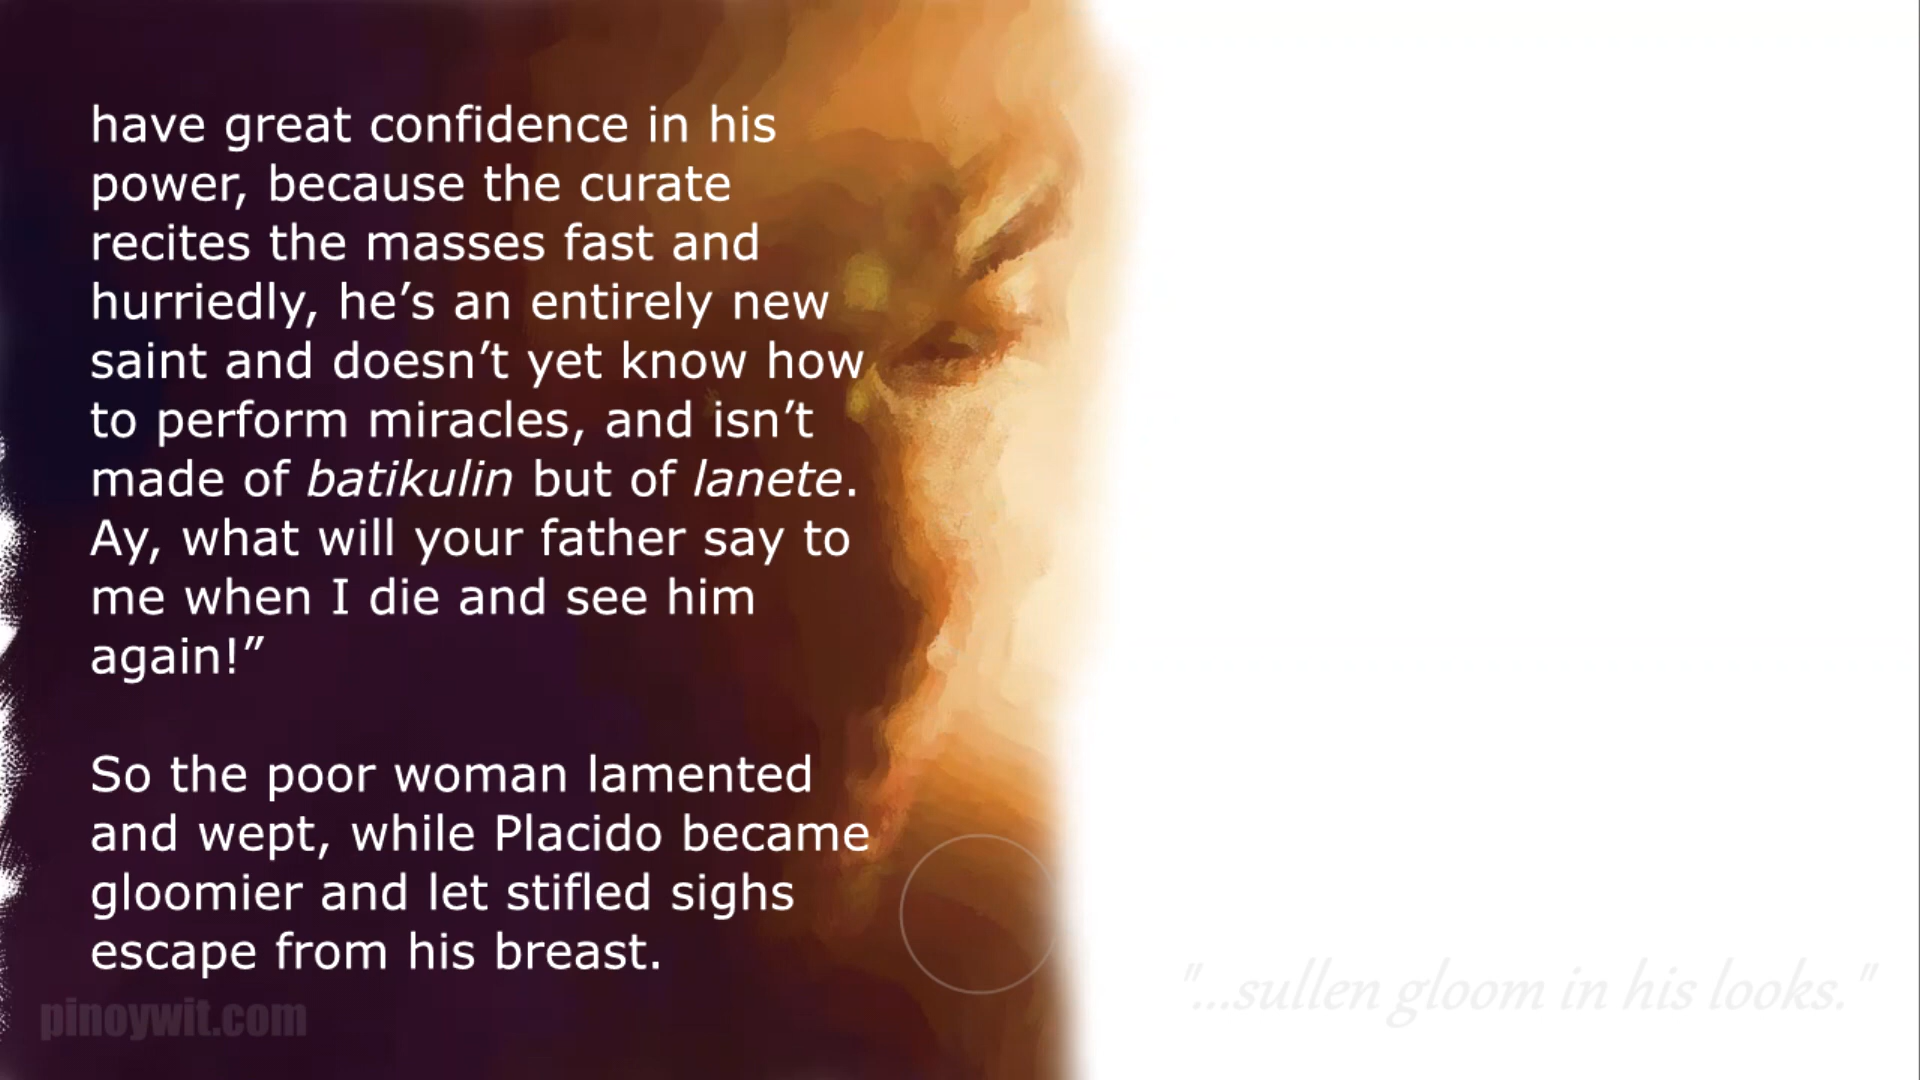 have great confidence in his
power, because the curate
recites the masses fast and
hurriedly, he’s an entirely new
saint and doesn’t yet know how
to perform miracles, and isn’t
made of batikulin but of lanete.
Ay, what will your father say to
me when I die and see him
again!”
So the poor woman lamented
and wept, while Placido became
gloomier and let stifled sighs
escape from his breast.
pinoywit.com
"...sullen gloom in his looks."